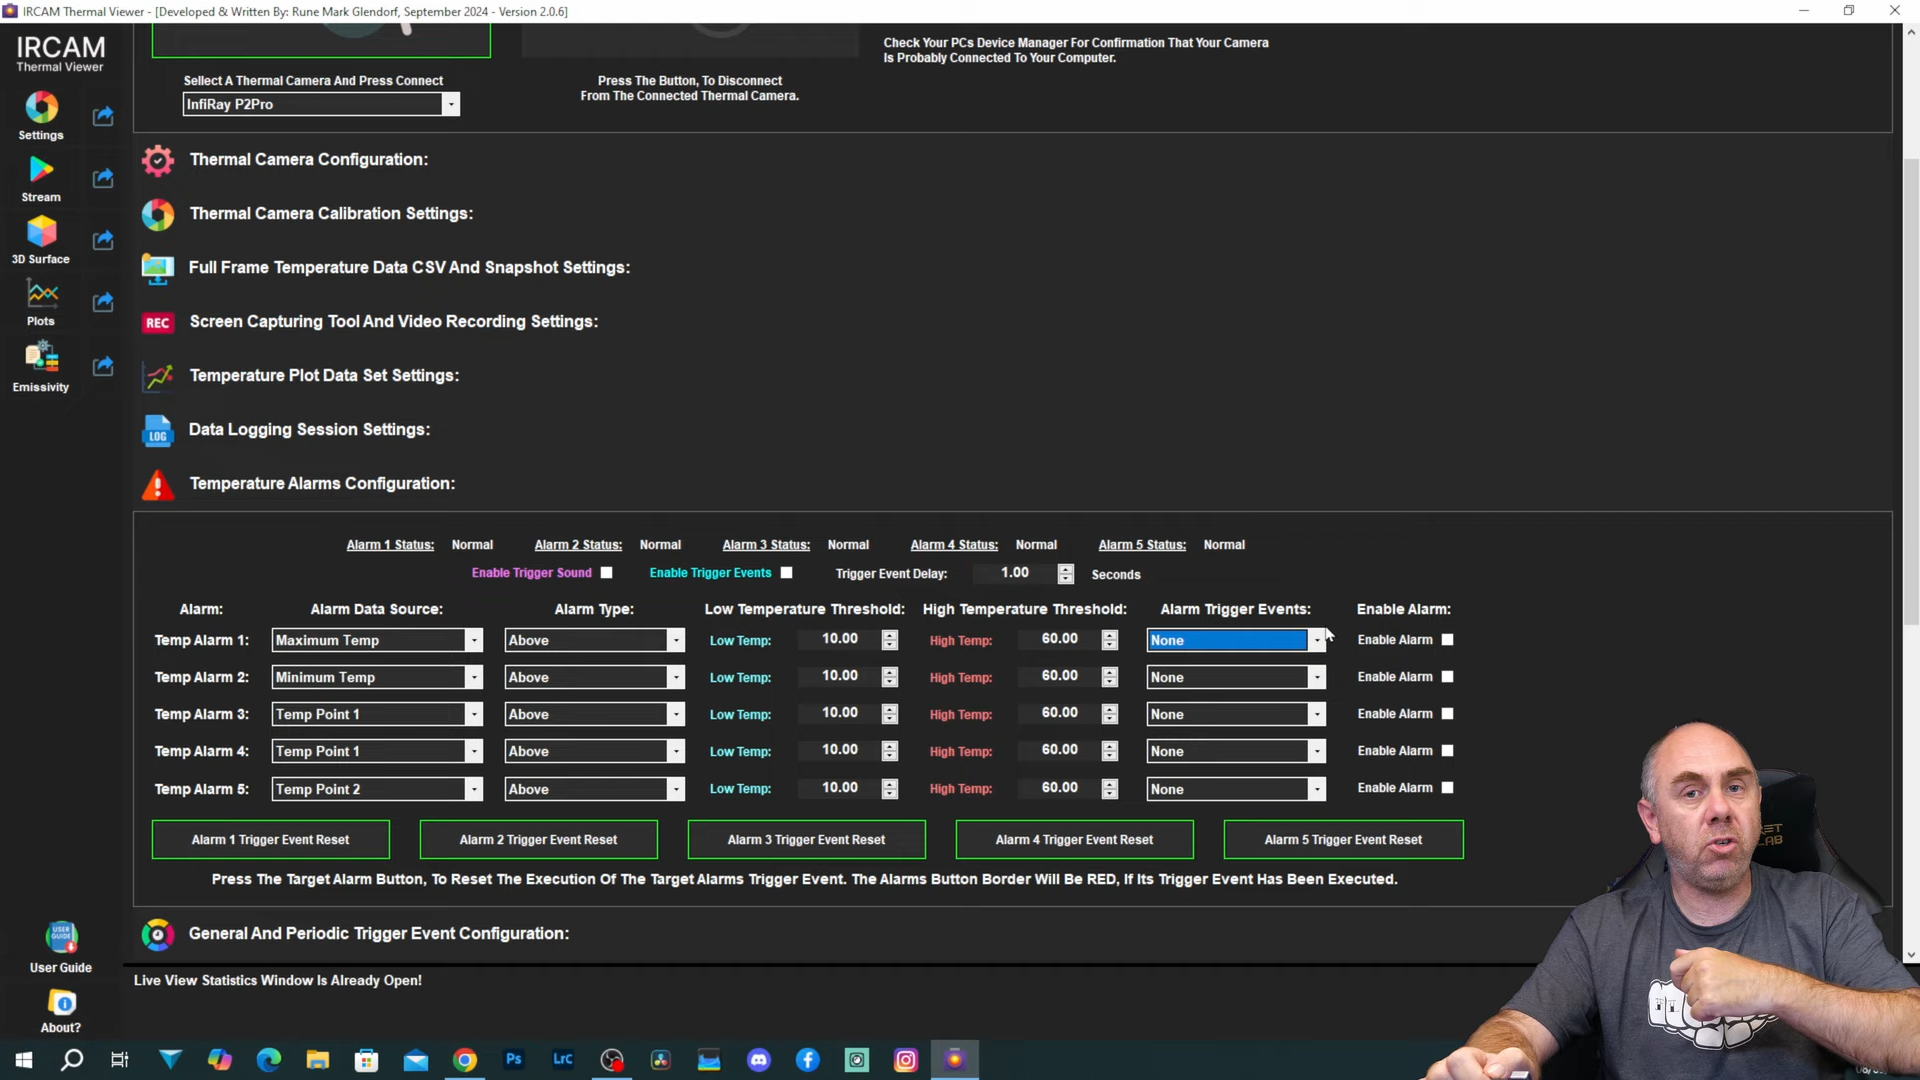 IRCAM Thermal Viewer - [Developed & Written By: Rune Mark Glendorf, September 2024 - Version 2.0.6]
IRCAM
Thermal Viewer
Settings
Stream
3D Surface
Plots
Emissivity
Sellect A Thermal Camera And Press Connect
InfiRay P2Pro
Press The Button, To Disconnect
From The Connected Thermal Camera.
Check Your PCs Device Manager For Confirmation That Your Camera
Is Probably Connected To Your Computer.
Thermal Camera Configuration:
Thermal Camera Calibration Settings:
Full Frame Temperature Data CSV And Snapshot Settings:
REC Screen Capturing Tool And Video Recording Settings:
Temperature Plot Data Set Settings:
LOG Data Logging Session Settings:
Temperature Alarms Configuration:
Alarm 1 Status: Normal Alarm 2 Status: Normal Alarm 3 Status: Normal Alarm 4 Status: Normal Alarm 5 Status: Normal
Enable Trigger Sound Enable Trigger Events Trigger Event Delay: 1.00 Seconds
Alarm: Alarm Data Source: Alarm Type: Low Temperature Threshold: High Temperature Threshold: Alarm Trigger Events: Enable Alarm:
Temp Alarm 1: Maximum Temp Above Low Temp: 10.00 High Temp: 60.00 None Enable Alarm
Temp Alarm 2: Minimum Temp Above Low Temp: 10.00 High Temp: 60.00 None Enable Alarm
Temp Alarm 3: Temp Point 1 Above Low Temp: 10.00 High Temp: 60.00 None Enable Alarm
Temp Alarm 4: Temp Point 1 Above Low Temp: 10.00 High Temp: 60.00 None Enable Alarm
Temp Alarm 5: Temp Point 2 Above Low Temp: 10.00 High Temp: 60.00 None Enable Alarm
Alarm 1 Trigger Event Reset Alarm 2 Trigger Event Reset Alarm 3 Trigger Event Reset Alarm 4 Trigger Event Reset Alarm 5 Trigger Event Reset
Press The Target Alarm Button, To Reset The Execution Of The Target Alarms Trigger Event. The Alarms Button Border Will Be RED, If Its Trigger Event Has Been Executed.
General And Periodic Trigger Event Configuration:
USER
GUIDE
User Guide
About?
Live View Statistics Window Is Already Open!
Ps
LrC